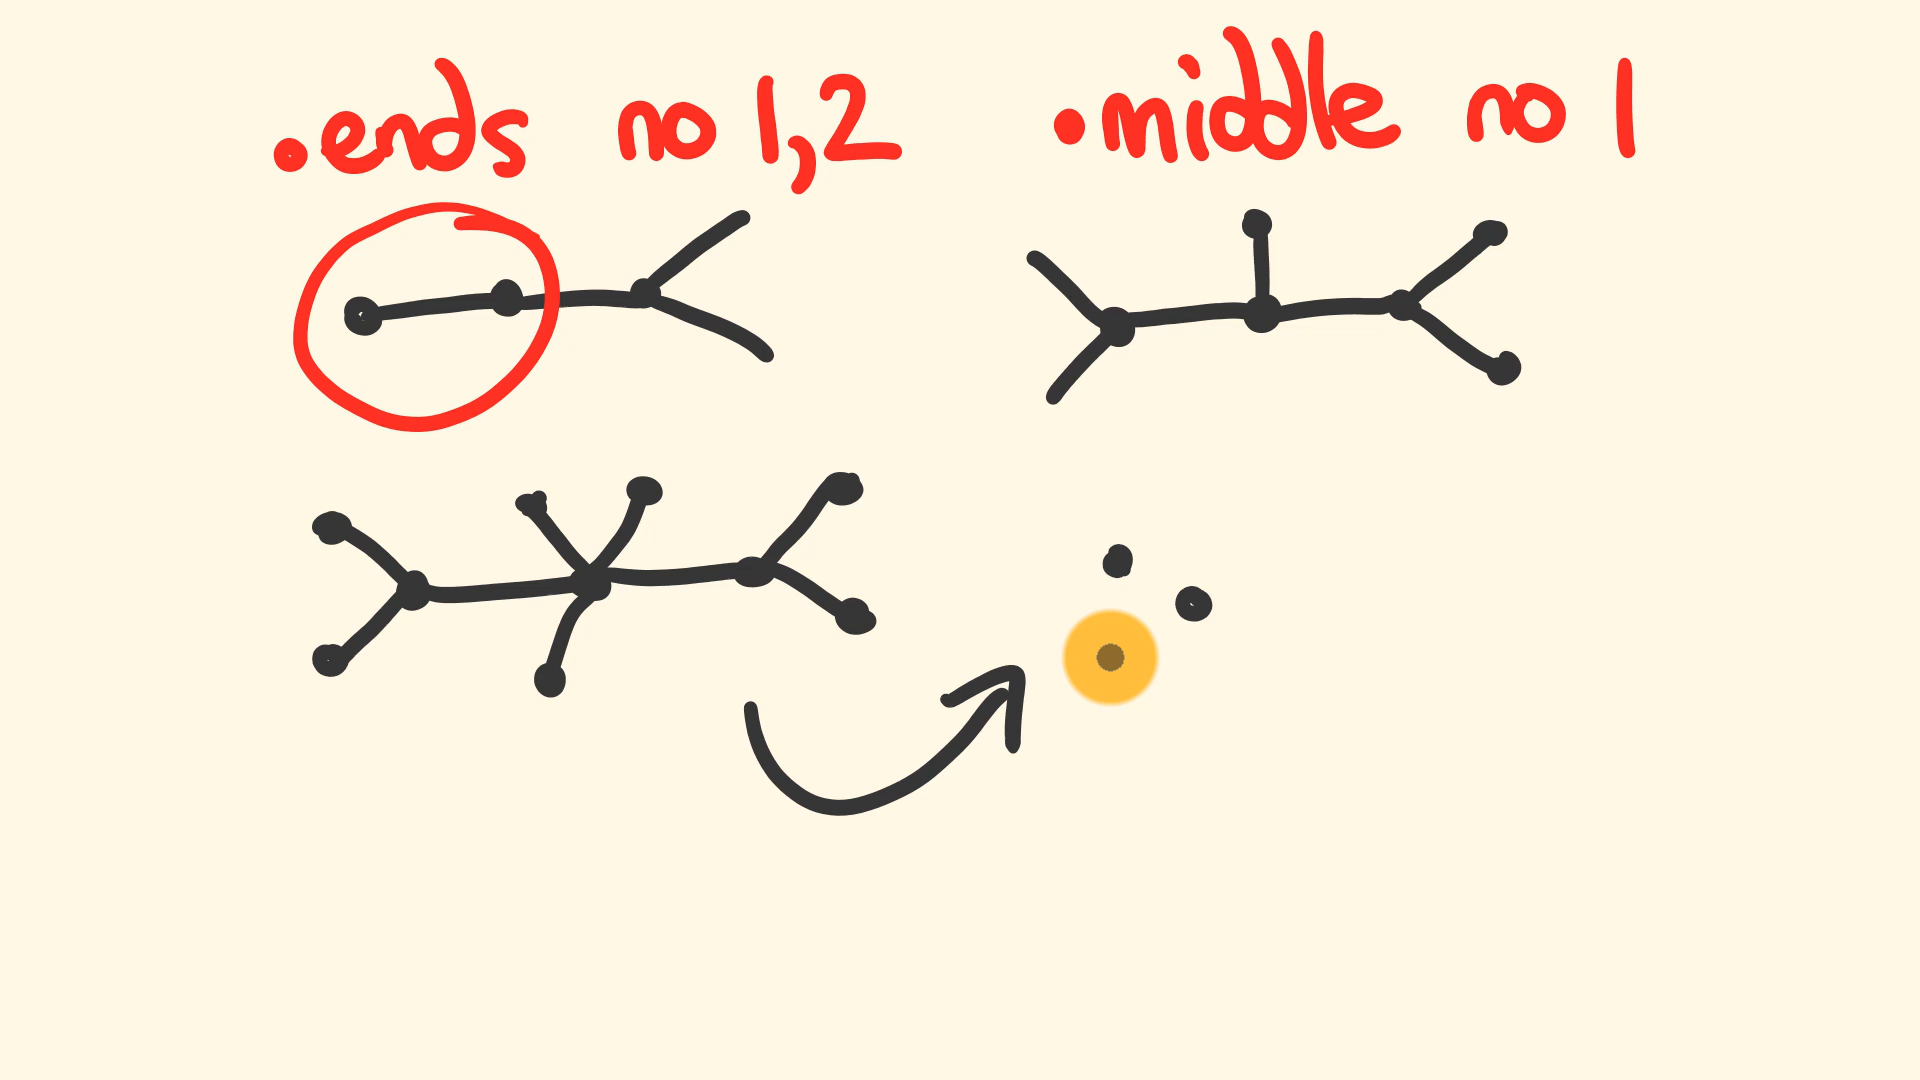 .ends no 1,2
.middle no 1